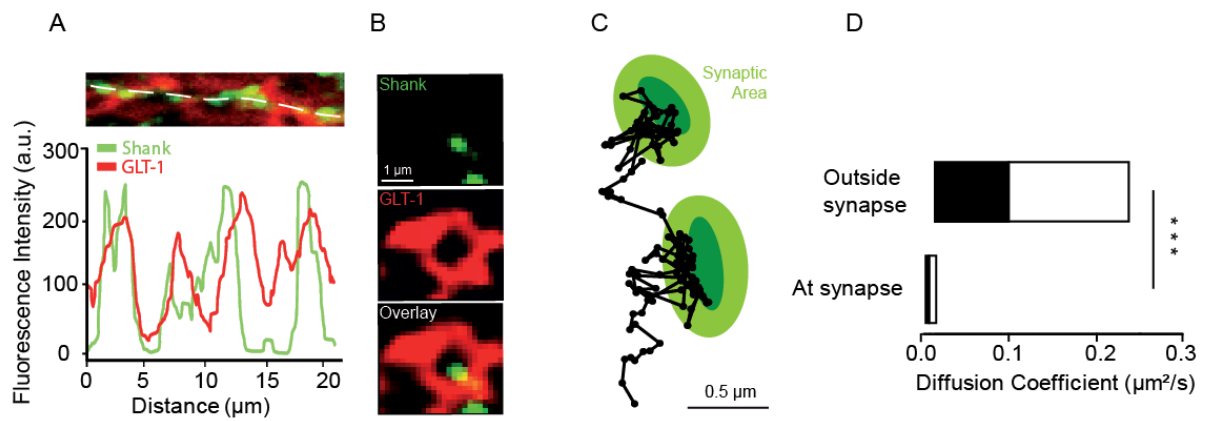 A
B
C
D
Shank
1 µm
GLT-1
Overlay
Fluorescence Intensity (a.u.)
300
200
100
0
Shank
GLT-1
0
5
10
15
20
Distance (µm)
Synaptic
Area
0.5 µm
Outside
synapse
At synapse
***
0.0
0.1
0.2
0.3
Diffusion Coefficient (µm²/s)